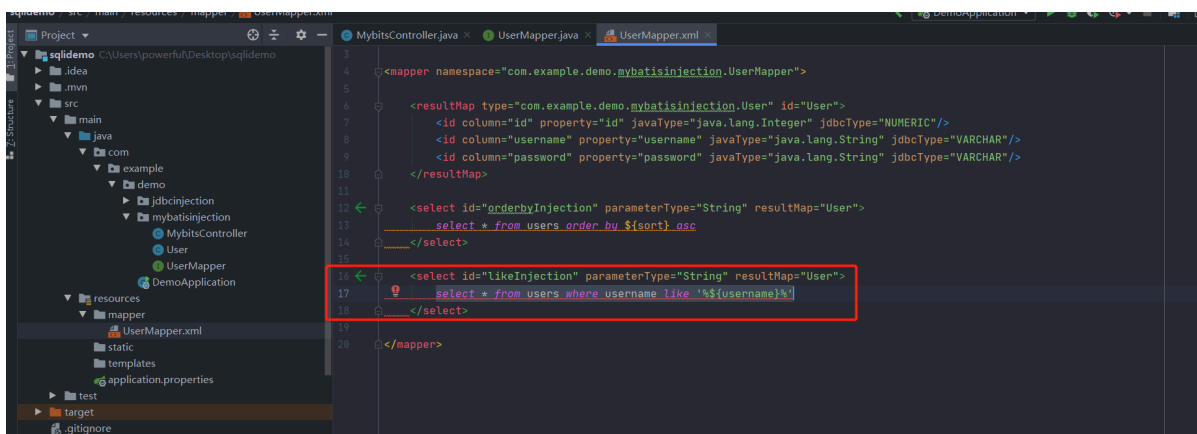 sqlidemo / src / main / resources / mapper / UserMapper.xml
DemoApplication
Project
MybitsController.java
UserMapper.java
UserMapper.xml
1: Project
Z-Structure
sqlidemo C:\Users\powerful\Desktop\sqlidemo
.idea
.mvn
src
main
java
com
example
demo
jdbcinjection
mybatisinjection
MybitsController
User
UserMapper
DemoApplication
resources
mapper
UserMapper.xml
static
templates
application.properties
test
target
.gitignore
3
4 <mapper namespace="com.example.demo.mybatisinjection.UserMapper">
5
6 <resultMap type="com.example.demo.mybatisinjection.User" id="User">
7 <id column="id" property="id" javaType="java.lang.Integer" jdbcType="NUMERIC"/>
8 <id column="username" property="username" javaType="java.lang.String" jdbcType="VARCHAR"/>
9 <id column="password" property="password" javaType="java.lang.String" jdbcType="VARCHAR"/>
10 </resultMap>
11
12 <select id="orderbyInjection" parameterType="String" resultMap="User">
13 select * from users order by ${sort} asc
14 </select>
15
16 <select id="likeInjection" parameterType="String" resultMap="User">
17 select * from users where username like '%${username}%'
18 </select>
19
20 </mapper>